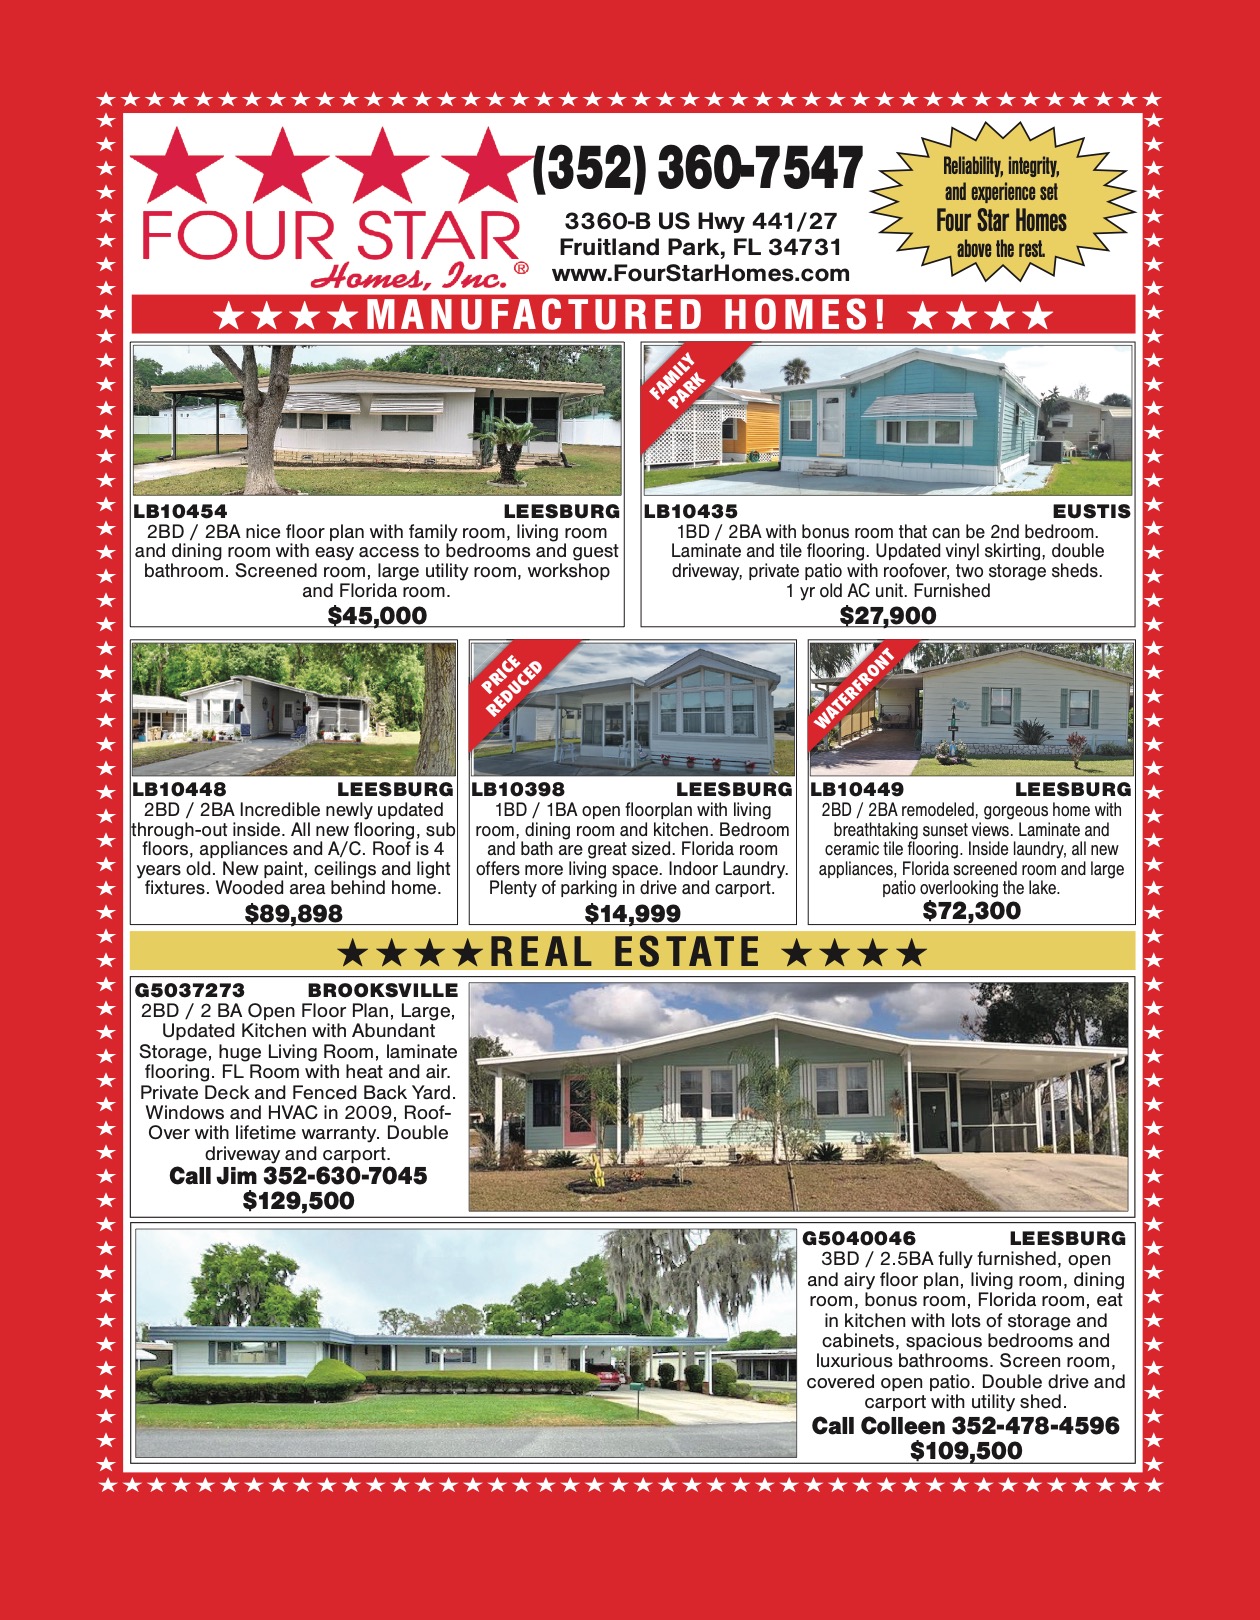 FOUR STAR
Homes, Inc.®
(352) 360-7547
3360-B US Hwy 441/27
Fruitland Park, FL 34731
www.FourStarHomes.com
Reliability, integrity,
and experience set
Four Star Homes
above the rest.
MANUFACTURED HOMES!
LB10454 LEESBURG
2BD / 2BA nice floor plan with family room, living room
and dining room with easy access to bedrooms and guest
bathroom. Screened room, large utility room, workshop
and Florida room.
$45,000
FAMILY
PARK
LB10435 EUSTIS
1BD / 2BA with bonus room that can be 2nd bedroom.
Laminate and tile flooring. Updated vinyl skirting, double
driveway, private patio with roofover, two storage sheds.
1 yr old AC unit. Furnished
$27,900
LB10448 LEESBURG
2BD / 2BA Incredible newly updated
through-out inside. All new flooring, sub
floors, appliances and A/C. Roof is 4
years old. New paint, ceilings and light
fixtures. Wooded area behind home.
$89,898
PRICE
REDUCED
LB10398 LEESBURG
1BD / 1BA open floorplan with living
room, dining room and kitchen. Bedroom
and bath are great sized. Florida room
offers more living space. Indoor Laundry.
Plenty of parking in drive and carport.
$14,999
WATERFRONT
LB10449 LEESBURG
2BD / 2BA remodeled, gorgeous home with
breathtaking sunset views. Laminate and
ceramic tile flooring. Inside laundry, all new
appliances, Florida screened room and large
patio overlooking the lake.
$72,300
REAL ESTATE
G5037273 BROOKSVILLE
2BD / 2 BA Open Floor Plan, Large,
Updated Kitchen with Abundant
Storage, huge Living Room, laminate
flooring. FL Room with heat and air.
Private Deck and Fenced Back Yard.
Windows and HVAC in 2009, Roof-
Over with lifetime warranty. Double
driveway and carport.
Call Jim 352-630-7045
$129,500
G5040046 LEESBURG
3BD / 2.5BA fully furnished, open
and airy floor plan, living room, dining
room, bonus room, Florida room, eat
in kitchen with lots of storage and
cabinets, spacious bedrooms and
luxurious bathrooms. Screen room,
covered open patio. Double drive and
carport with utility shed.
Call Colleen 352-478-4596
$109,500